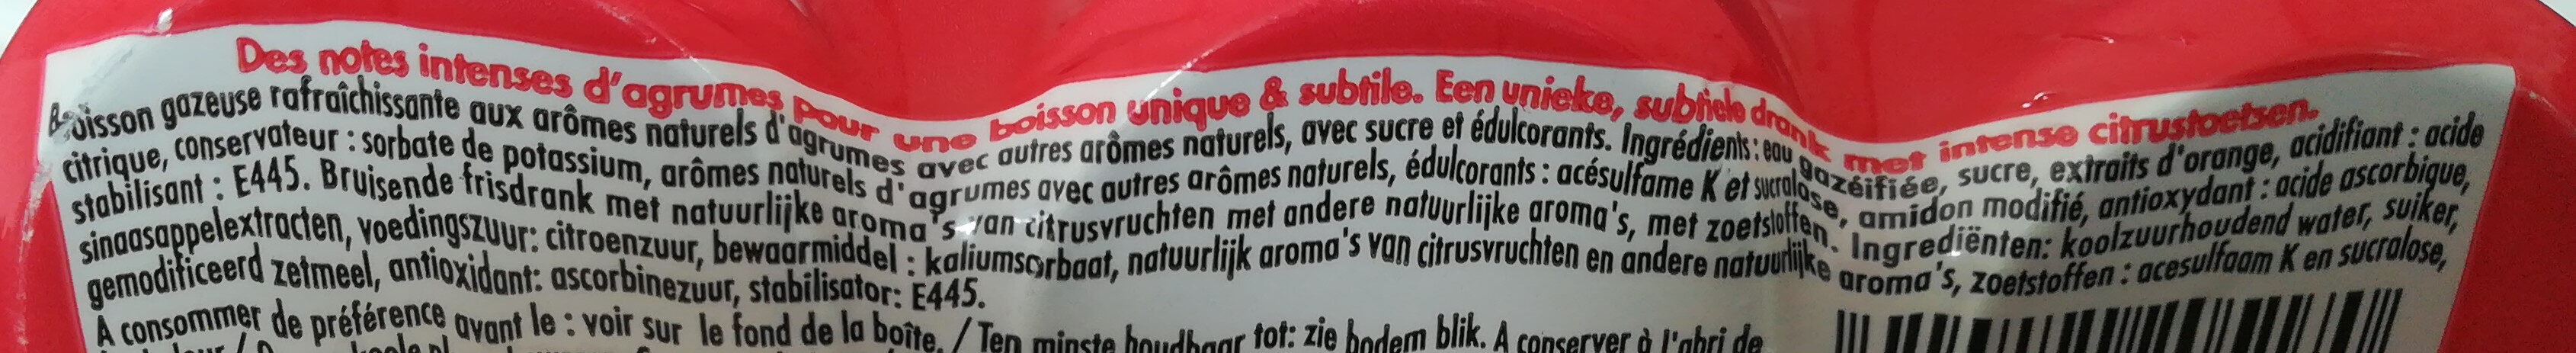 Des notes intenses d'agrumes pour une boisson unique & subtile. Een unieke, subtiele drank met intense citrustoetsen.
Boisson gazeuse rafraîchissante aux arômes naturels d'agrumes avec autres arômes naturels, avec sucre et édulcorants. Ingrédients : eau gazéifiée, sucre, extraits d'orange, acidifiant : acide
citrique, conservateur : sorbate de potassium, arômes naturels d'agrumes avec autres arômes naturels, édulcorants : acésulfame K et sucralose, amidon modifié, antioxydant : acide ascorbique,
stabilisant : E445. Bruisende frisdrank met natuurlijke aroma's van citrusvruchten met andere natuurlijke aroma's, met zoetstoffen. Ingrediënten: koolzuurhoudend water, suiker,
sinaasappelextracten, voedingszuur: citroenzuur, bewaarmiddel : kaliumsorbaat, natuurlijk aroma's van citrusvruchten en andere natuurlijke aroma's, zoetstoffen : acesulfaam K en sucralose,
gemodificeerd zetmeel, antioxidant: ascorbinezuur, stabilisator: E445.
A consommer de préférence avant le : voir sur le fond de la boîte. / Ten minste houdbaar tot: zie bodem blik. A conserver à l'abri de